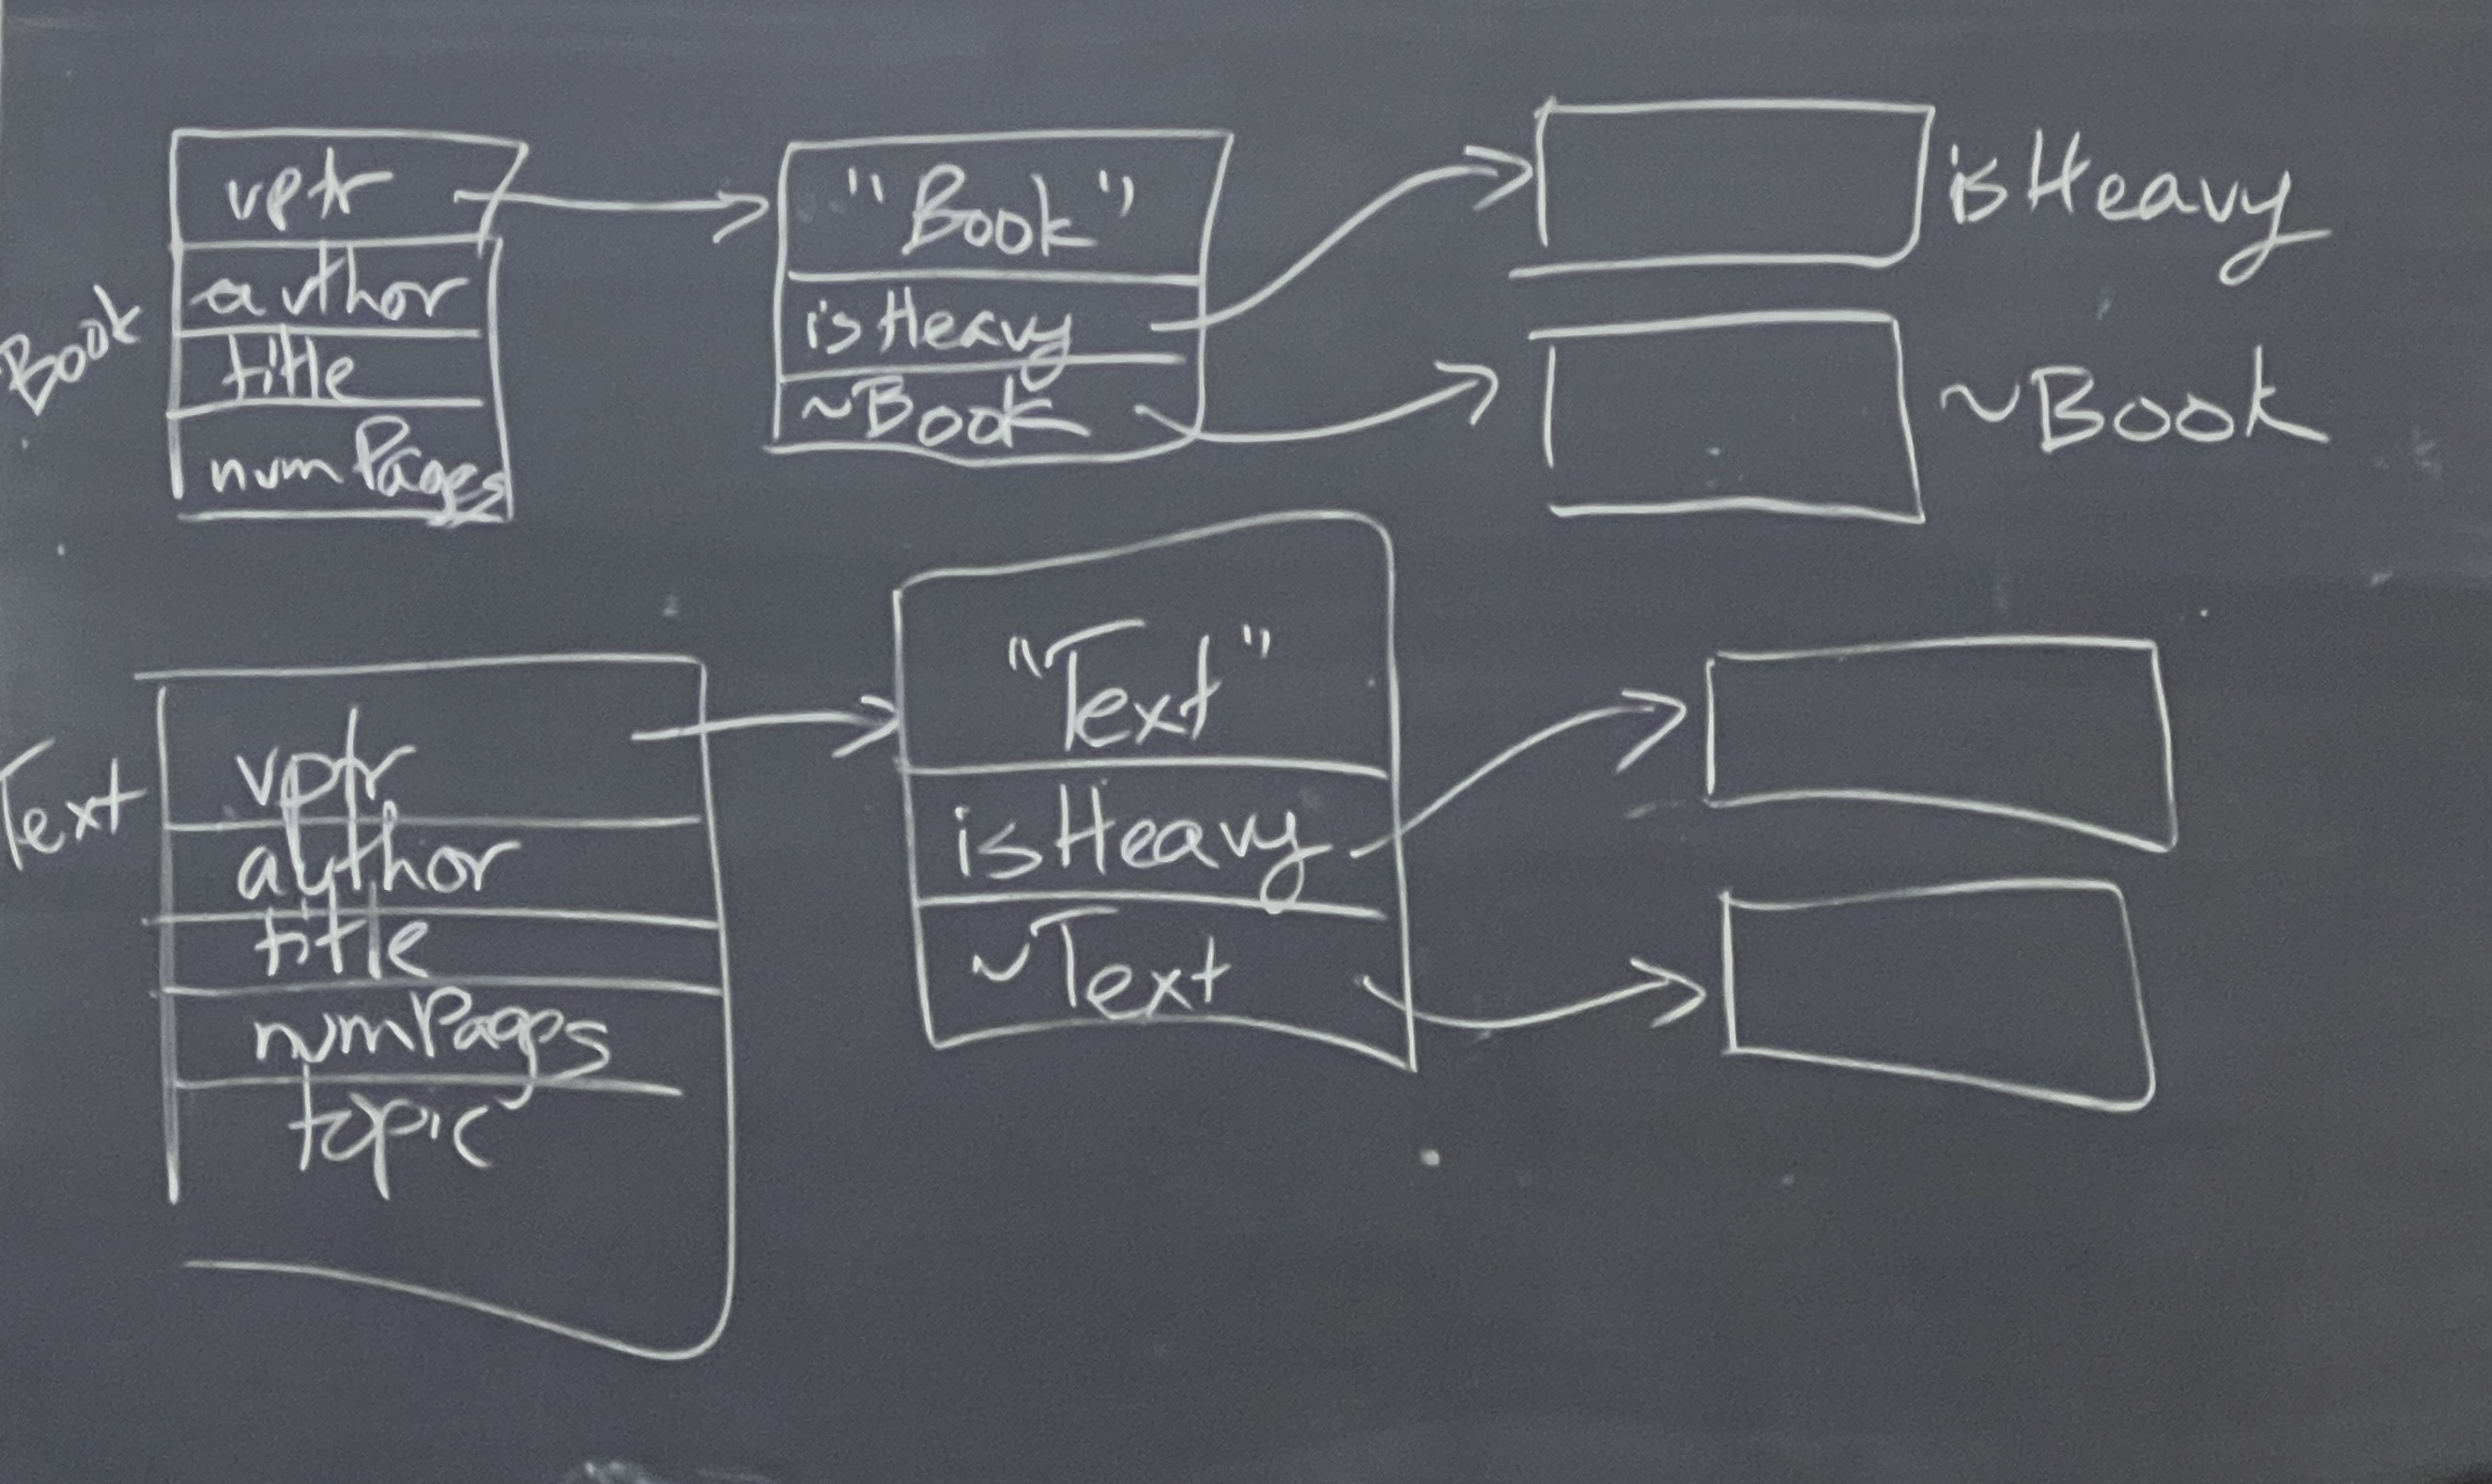 Book
vptr
author
title
numPages
"Book"
isHeavy
~Book
isHeavy
~Book
Text
vptr
author
title
numPages
topic
"Text"
isHeavy
~Text